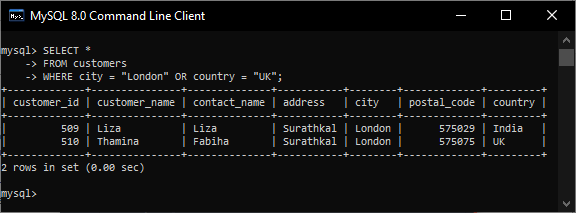 MySQL 8.0 Command Line Client
mysql> SELECT *
    -> FROM customers
    -> WHERE city = "London" OR country = "UK";
+-------------+---------------+--------------+-----------+--------+-------------+---------+
| customer_id | customer_name | contact_name | address   | city   | postal_code | country |
+-------------+---------------+--------------+-----------+--------+-------------+---------+
|         509 | Liza          | Liza         | Surathkal | London |      575029 | India   |
|         510 | Thamina       | Fabiha       | Surathkal | London |      575075 | UK      |
+-------------+---------------+--------------+-----------+--------+-------------+---------+
2 rows in set (0.00 sec)
mysql>